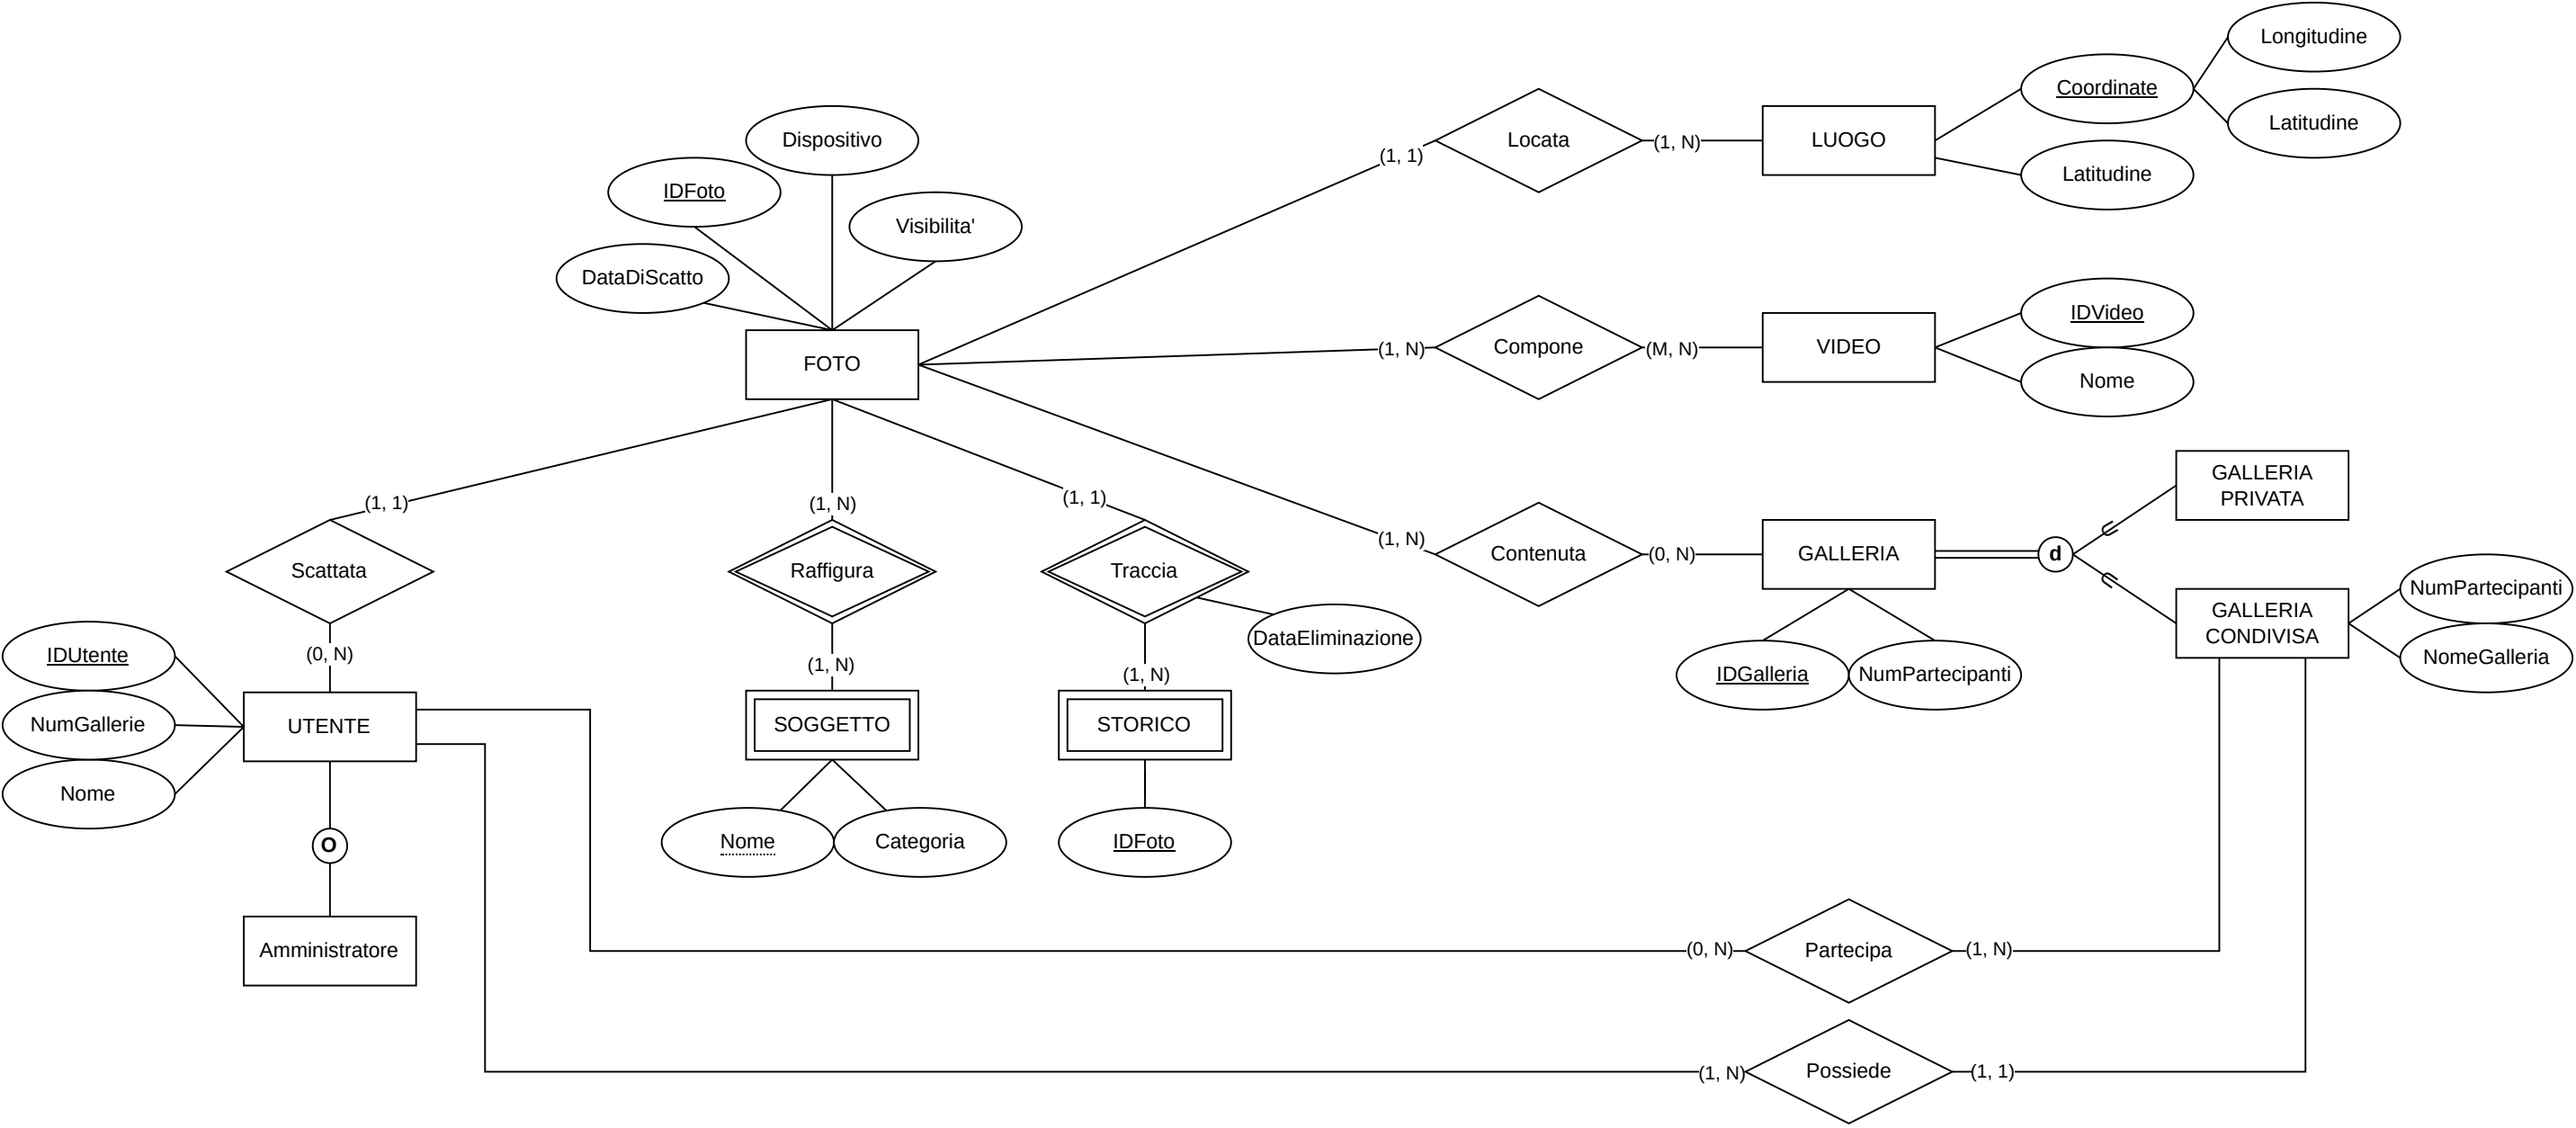 Longitudine
Coordinate
Dispositivo
Latitudine
Locata
LUOGO
(1, N)
(1, 1)
Latitudine
IDFoto
Visibilita'
DataDiScatto
IDVideo
FOTO
(1, N)
Compone
(M, N)
VIDEO
Nome
GALLERIA
PRIVATA
(1, 1)
(1, N)
(1, 1)
(1, N)
Contenuta
(0, N)
GALLERIA
d
Scattata
Raffigura
Traccia
NumPartecipanti
GALLERIA
CONDIVISA
DataEliminazione
IDUtente
(0, N)
(1, N)
(1, N)
IDGalleria
NumPartecipanti
NomeGalleria
NumGallerie
UTENTE
SOGGETTO
STORICO
Nome
O
Nome
Categoria
IDFoto
Amministratore
(0, N)
Partecipa
(1, N)
(1, N)
Possiede
(1, 1)